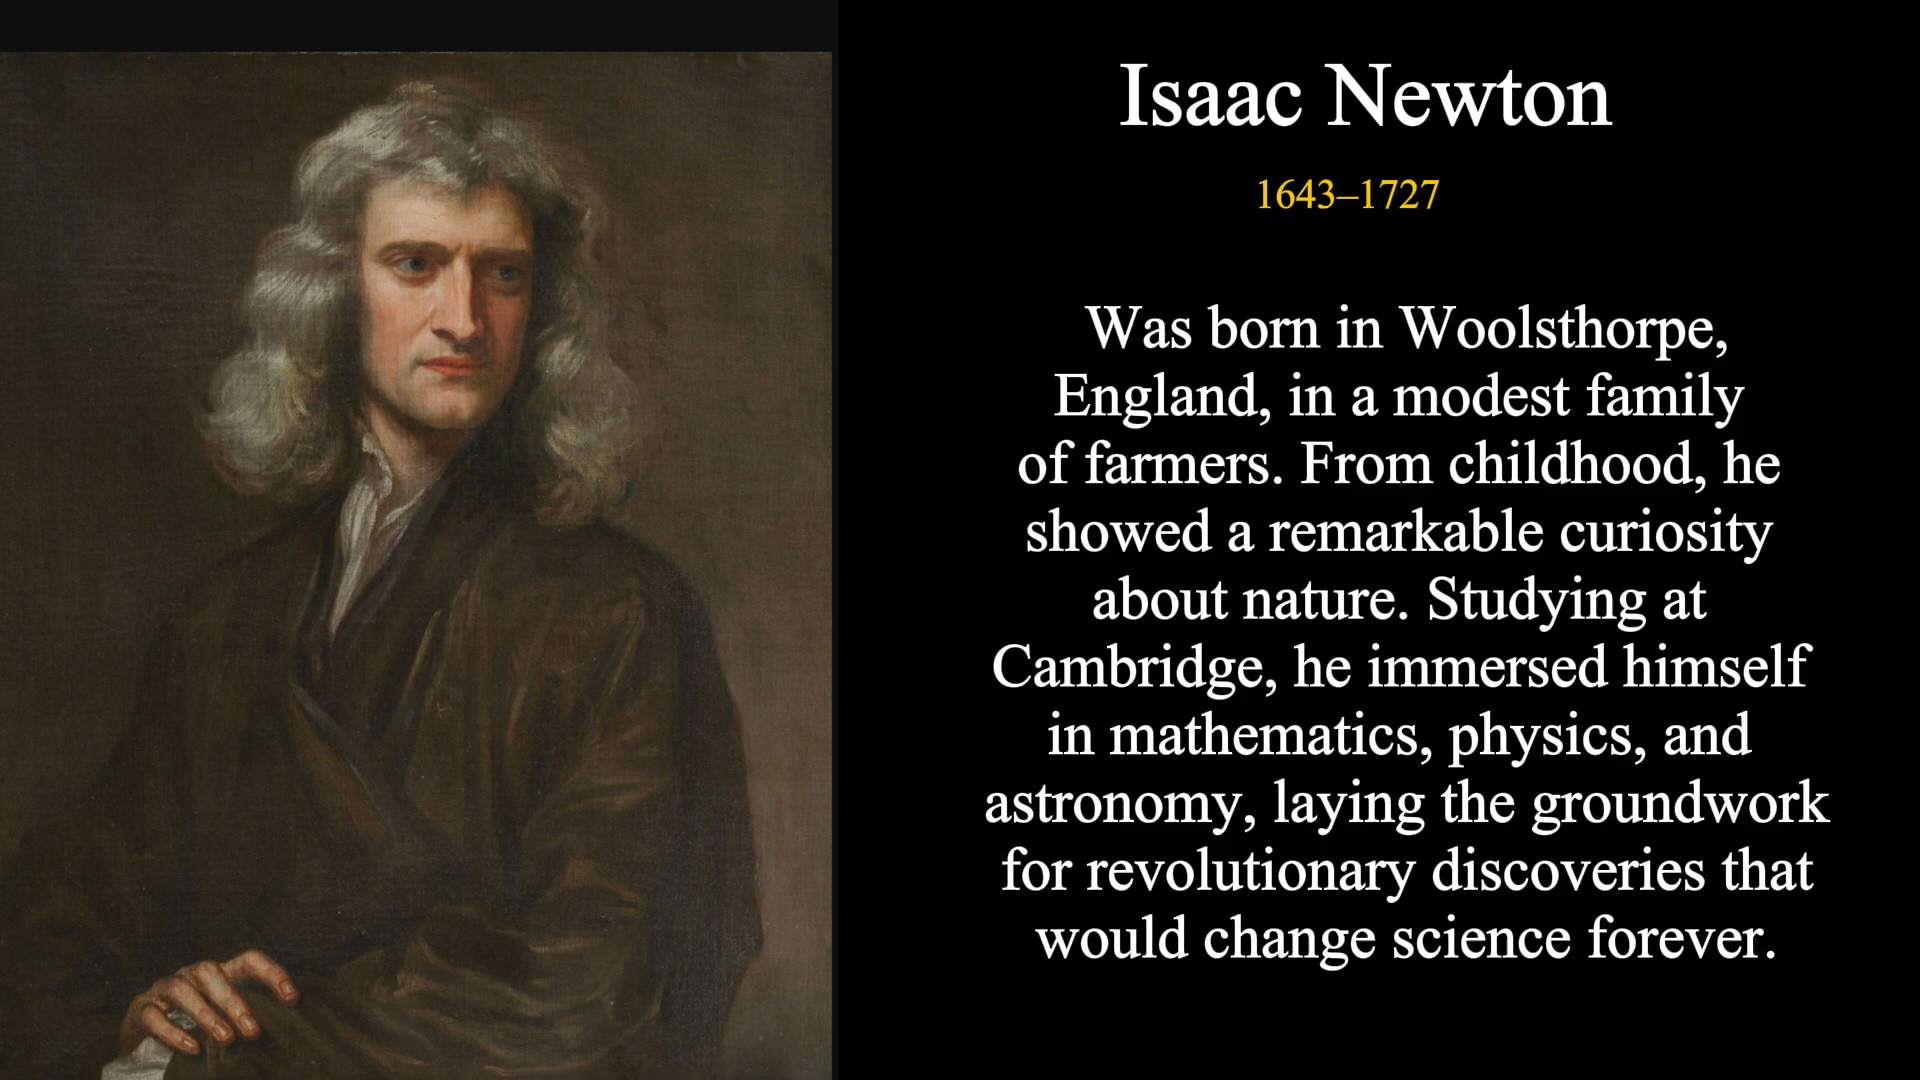 Isaac Newton
1643–1727
Was born in Woolsthorpe,
England, in a modest family
of farmers. From childhood, he
showed a remarkable curiosity
about nature. Studying at
Cambridge, he immersed himself
in mathematics, physics, and
astronomy, laying the groundwork
for revolutionary discoveries that
would change science forever.